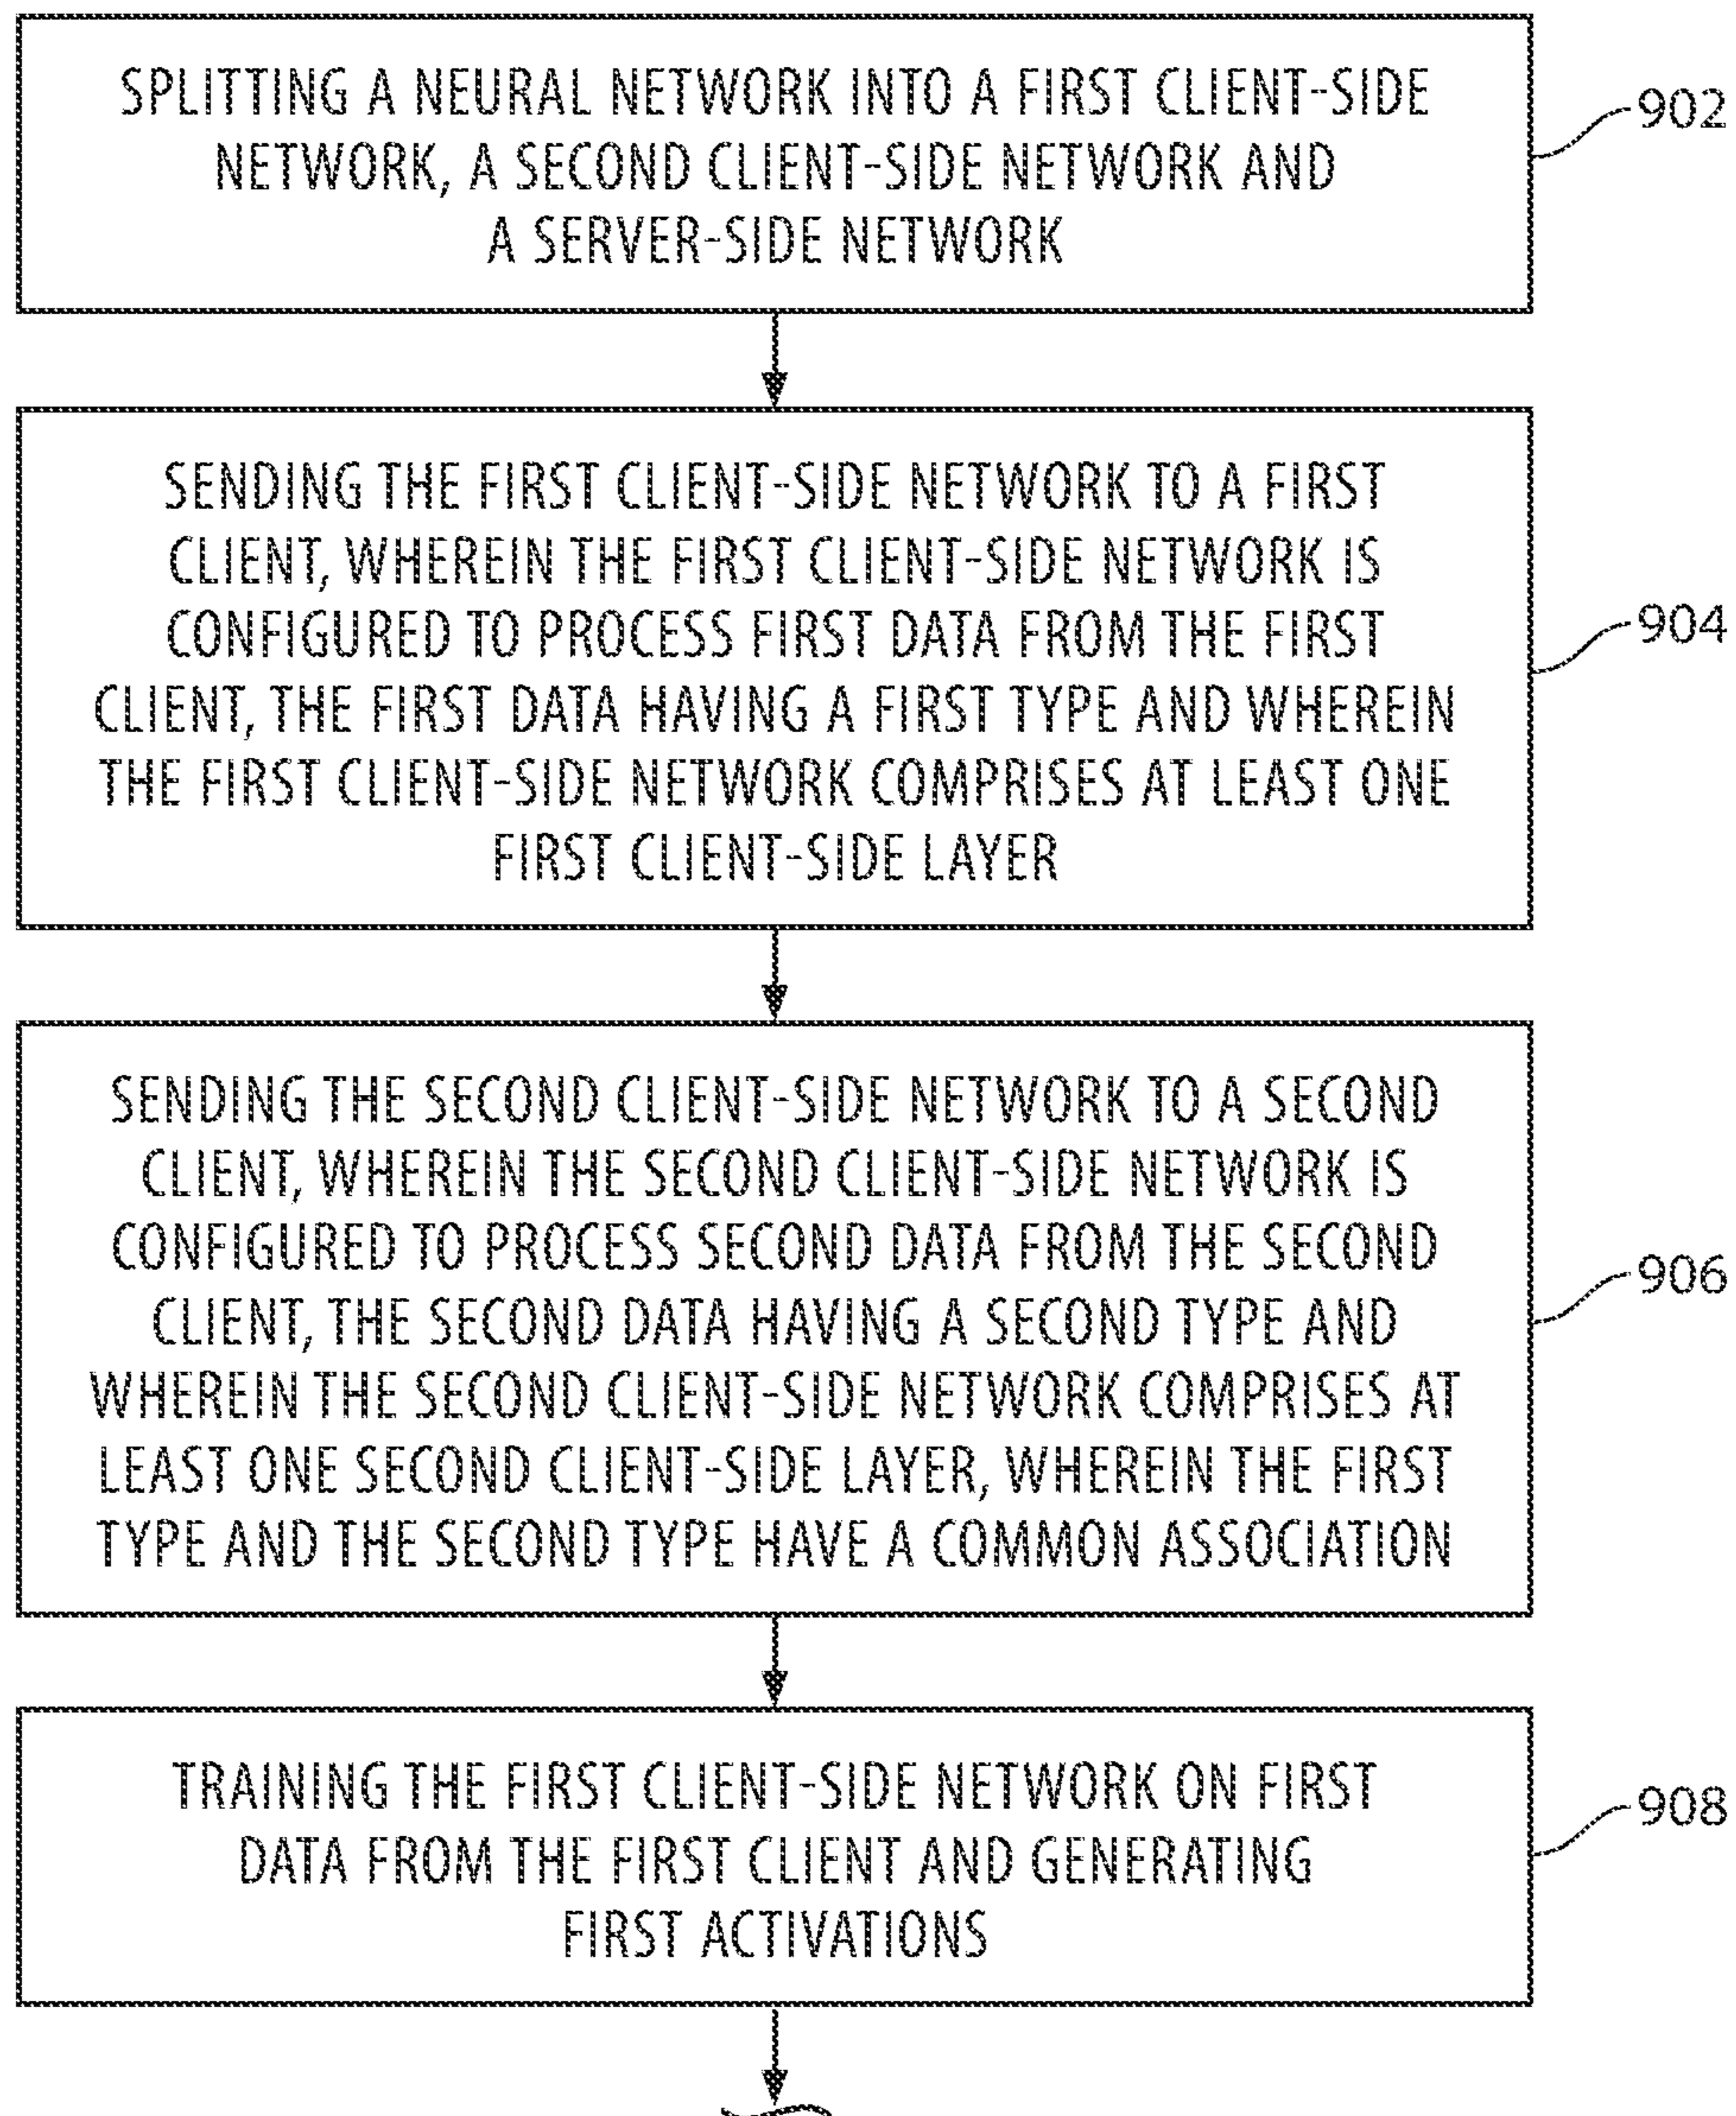 SPLITTING A NEURAL NETWORK INTO A FIRST CLIENT-SIDE
NETWORK, A SECOND CLIENT-SIDE NETWORK AND
A SERVER-SIDE NETWORK
902
SENDING THE FIRST CLIENT-SIDE NETWORK TO A FIRST
CLIENT, WHEREIN THE FIRST CLIENT-SIDE NETWORK IS
CONFIGURED TO PROCESS FIRST DATA FROM THE FIRST
CLIENT, THE FIRST DATA HAVING A FIRST TYPE AND WHEREIN
THE FIRST CLIENT-SIDE NETWORK COMPRISES AT LEAST ONE
FIRST CLIENT-SIDE LAYER
904
SENDING THE SECOND CLIENT-SIDE NETWORK TO A SECOND
CLIENT, WHEREIN THE SECOND CLIENT-SIDE NETWORK IS
CONFIGURED TO PROCESS SECOND DATA FROM THE SECOND
CLIENT, THE SECOND DATA HAVING A SECOND TYPE AND
WHEREIN THE SECOND CLIENT-SIDE NETWORK COMPRISES AT
LEAST ONE SECOND CLIENT-SIDE LAYER, WHEREIN THE FIRST
TYPE AND THE SECOND TYPE HAVE A COMMON ASSOCIATION
906
TRAINING THE FIRST CLIENT-SIDE NETWORK ON FIRST
DATA FROM THE FIRST CLIENT AND GENERATING
FIRST ACTIVATIONS
908